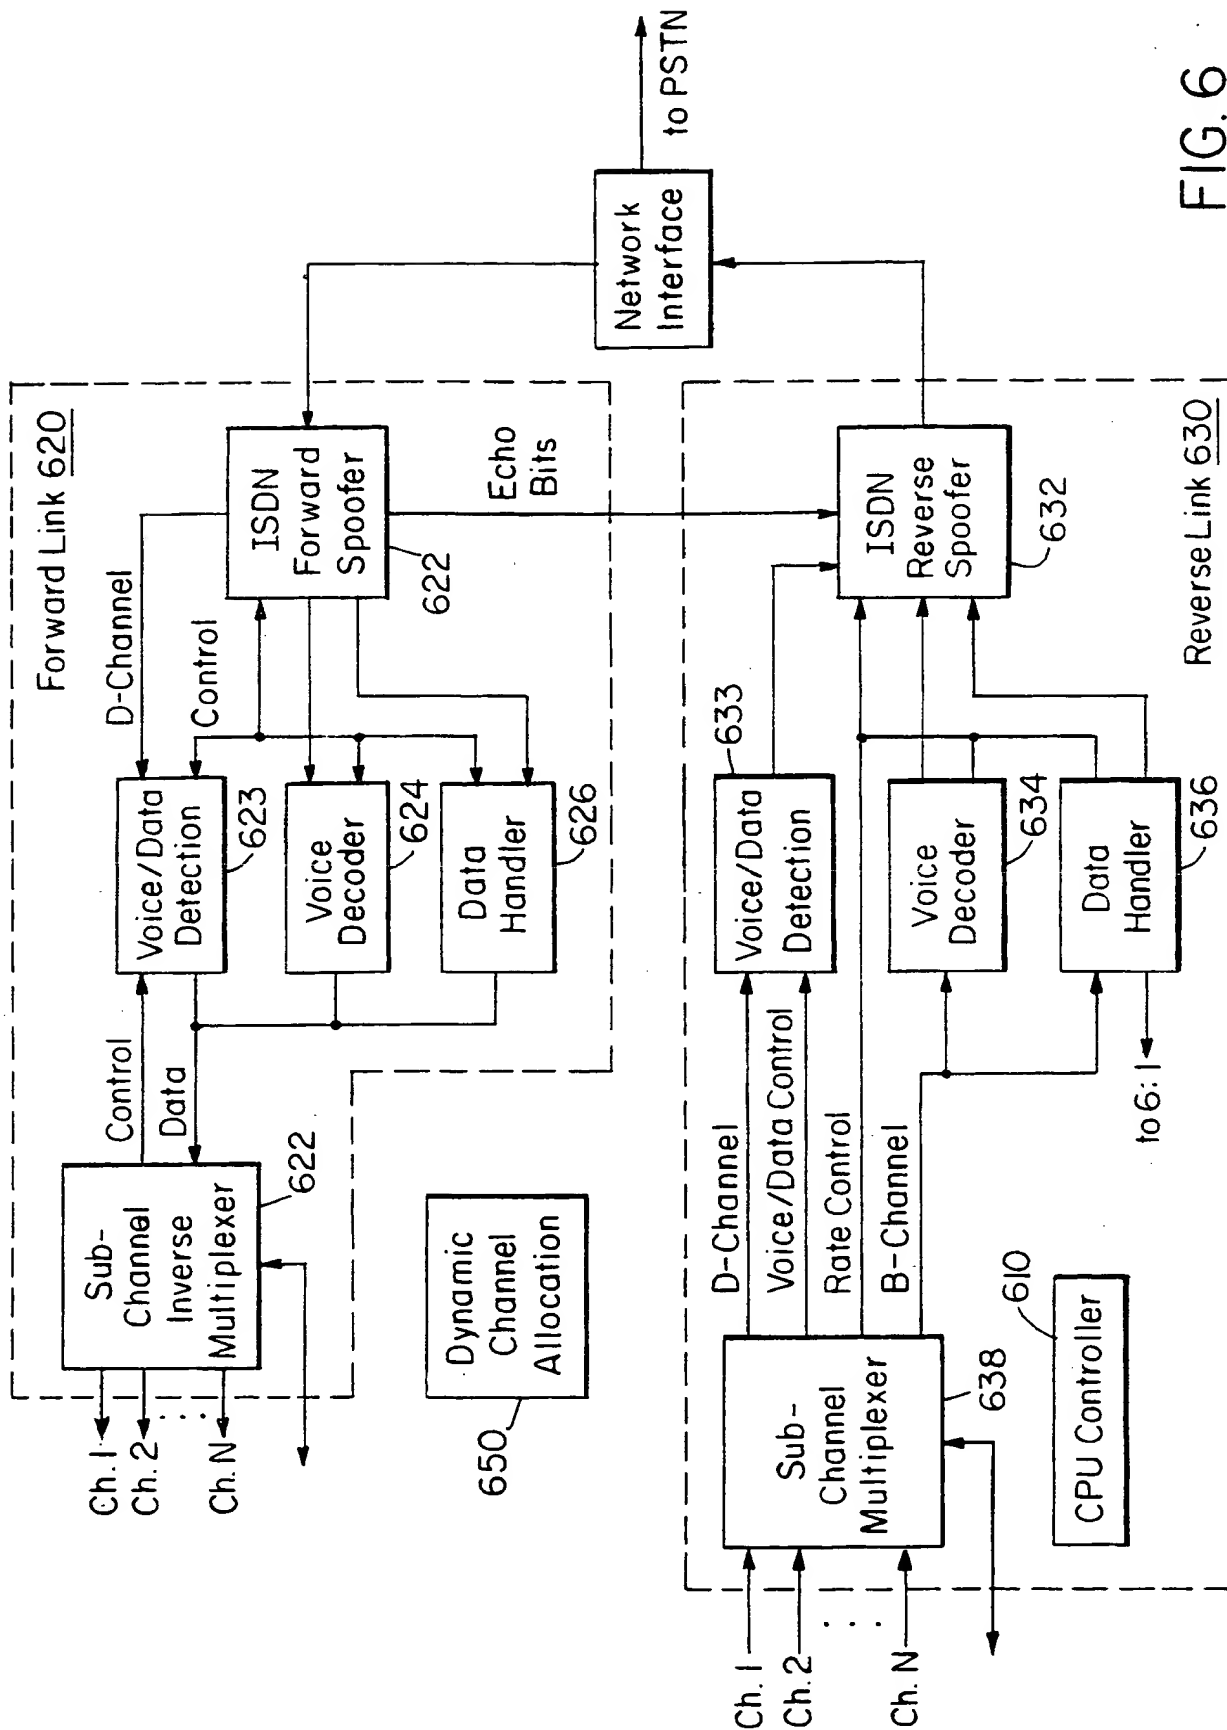 Forward Link 620
Ch. 1
Ch. 2
. . . .
Ch. N
Sub-
Channel
Inverse
Multiplexer
622
Control
Data
Voice/Data
Detection
623
Voice
Decoder
624
Data
Handler
626
D-Channel
Control
ISDN
Forward
Spoofer
622
Echo
Bits
Network
Interface
to PSTN
Dynamic
Channel
Allocation
650
Ch. 1
Ch. 2
. . . .
Ch. N
Sub-
Channel
Multiplexer
638
D-Channel
Voice/Data Control
Rate Control
B-Channel
Voice/Data
Detection
633
Voice
Decoder
634
Data
Handler
636
to 6:1
ISDN
Reverse
Spoofer
632
CPU Controller
610
Reverse Link 630
FIG. 6